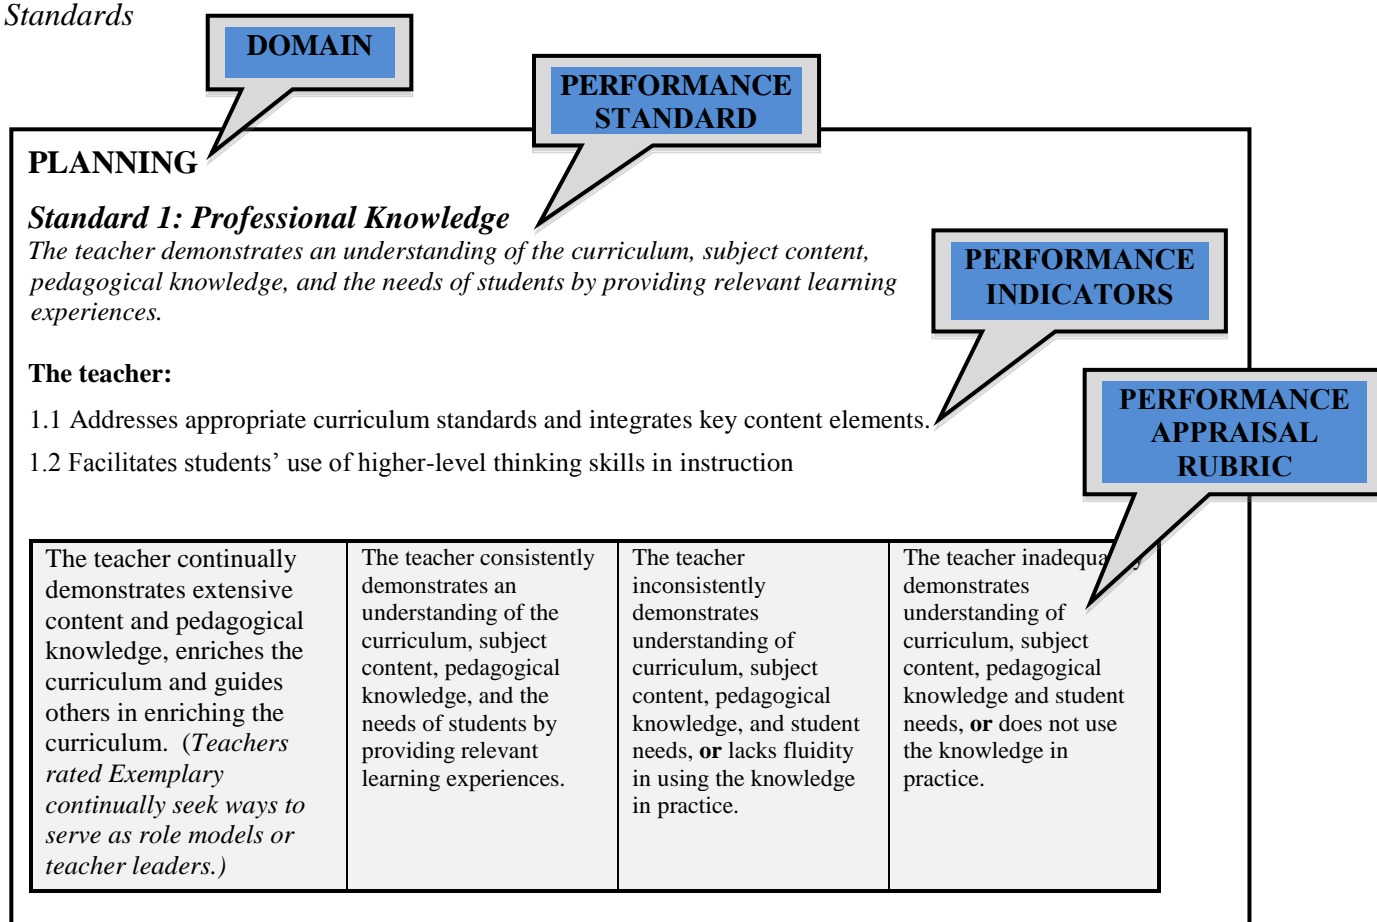 Standards
DOMAIN
PERFORMANCE
STANDARD
PLANNING
Standard 1: Professional Knowledge
The teacher demonstrates an understanding of the curriculum, subject content,
pedagogical knowledge, and the needs of students by providing relevant learning
experiences.
PERFORMANCE
INDICATORS
The teacher:
1.1 Addresses appropriate curriculum standards and integrates key content elements.
1.2 Facilitates students’ use of higher-level thinking skills in instruction
PERFORMANCE
APPRAISAL
RUBRIC
The teacher continually
demonstrates extensive
content and pedagogical
knowledge, enriches the
curriculum and guides
others in enriching the
curriculum. (Teachers
rated Exemplary
continually seek ways to
serve as role models or
teacher leaders.)
The teacher consistently
demonstrates an
understanding of the
curriculum, subject
content, pedagogical
knowledge, and the
needs of students by
providing relevant
learning experiences.
The teacher
inconsistently
demonstrates
understanding of
curriculum, subject
content, pedagogical
knowledge, and student
needs, or lacks fluidity
in using the knowledge
in practice.
The teacher inadequately
demonstrates
understanding of
curriculum, subject
content, pedagogical
knowledge and student
needs, or does not use
the knowledge in
practice.